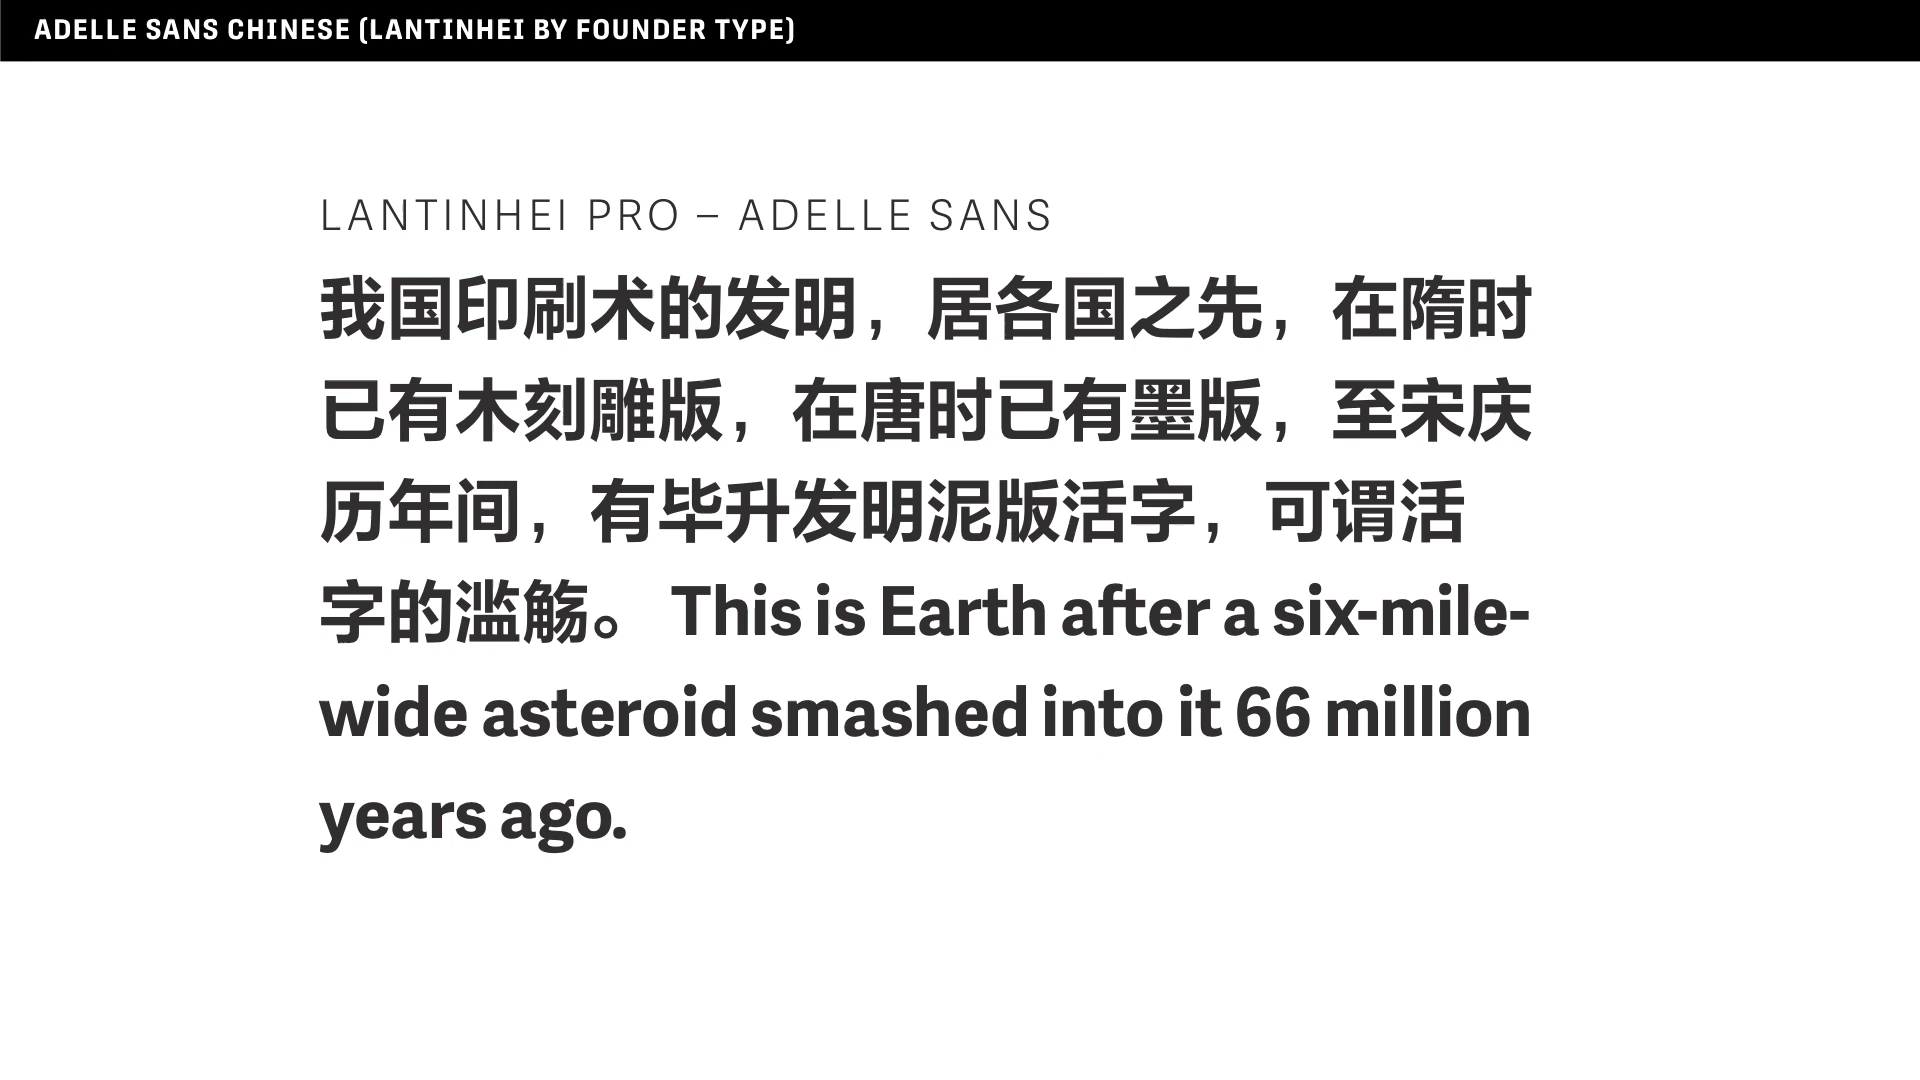 ADELLE SANS CHINESE (LANTINHEI BY FOUNDER TYPE)
LANTINHEI PRO – ADELLE SANS
我国印刷术的发明，居各国之先，在隋时
已有木刻雕版，在唐时已有墨版，至宋庆
历年间，有毕升发明泥版活字，可谓活
字的滥觞。 This is Earth after a six-mile-
wide asteroid smashed into it 66 million
years ago.